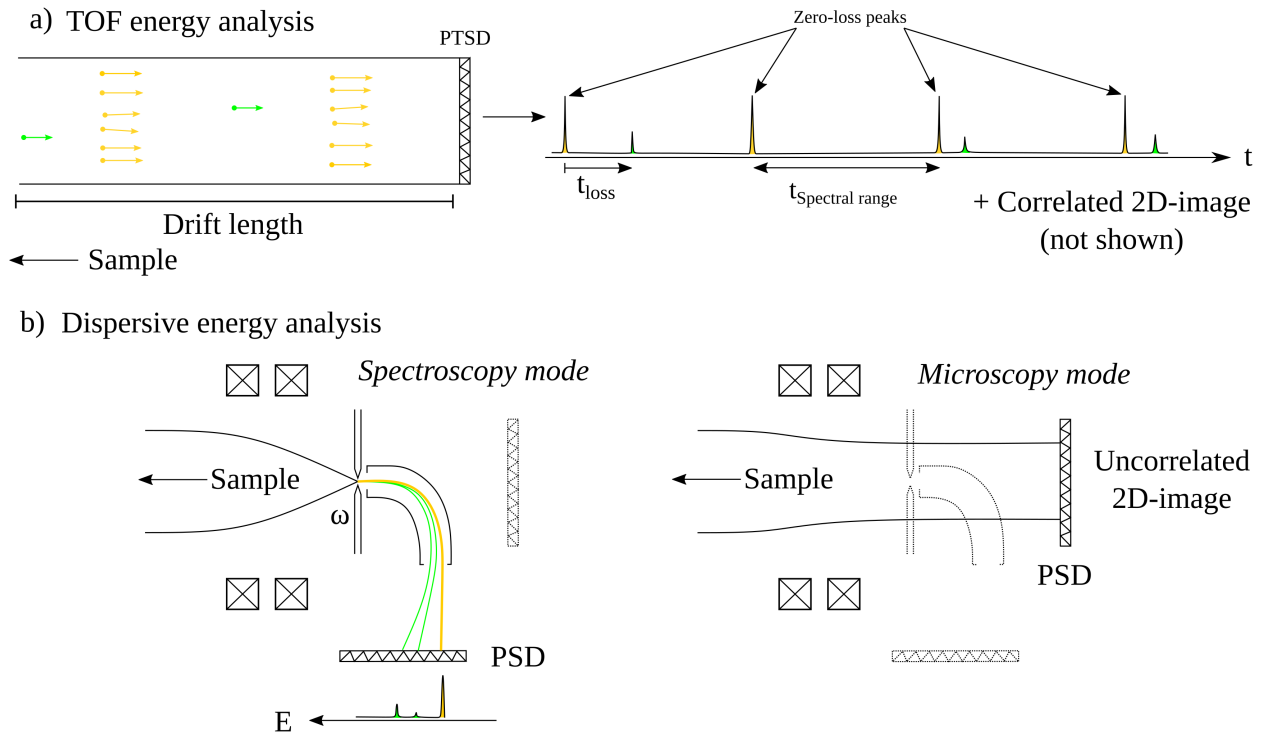 a) TOF energy analysis
PTSD
Zero-loss peaks
t
t_loss
t_Spectral range
Drift length
+ Correlated 2D-image
(not shown)
Sample
b) Dispersive energy analysis
Spectroscopy mode
Sample
ω
PSD
E
Microscopy mode
Sample
Uncorrelated
2D-image
PSD